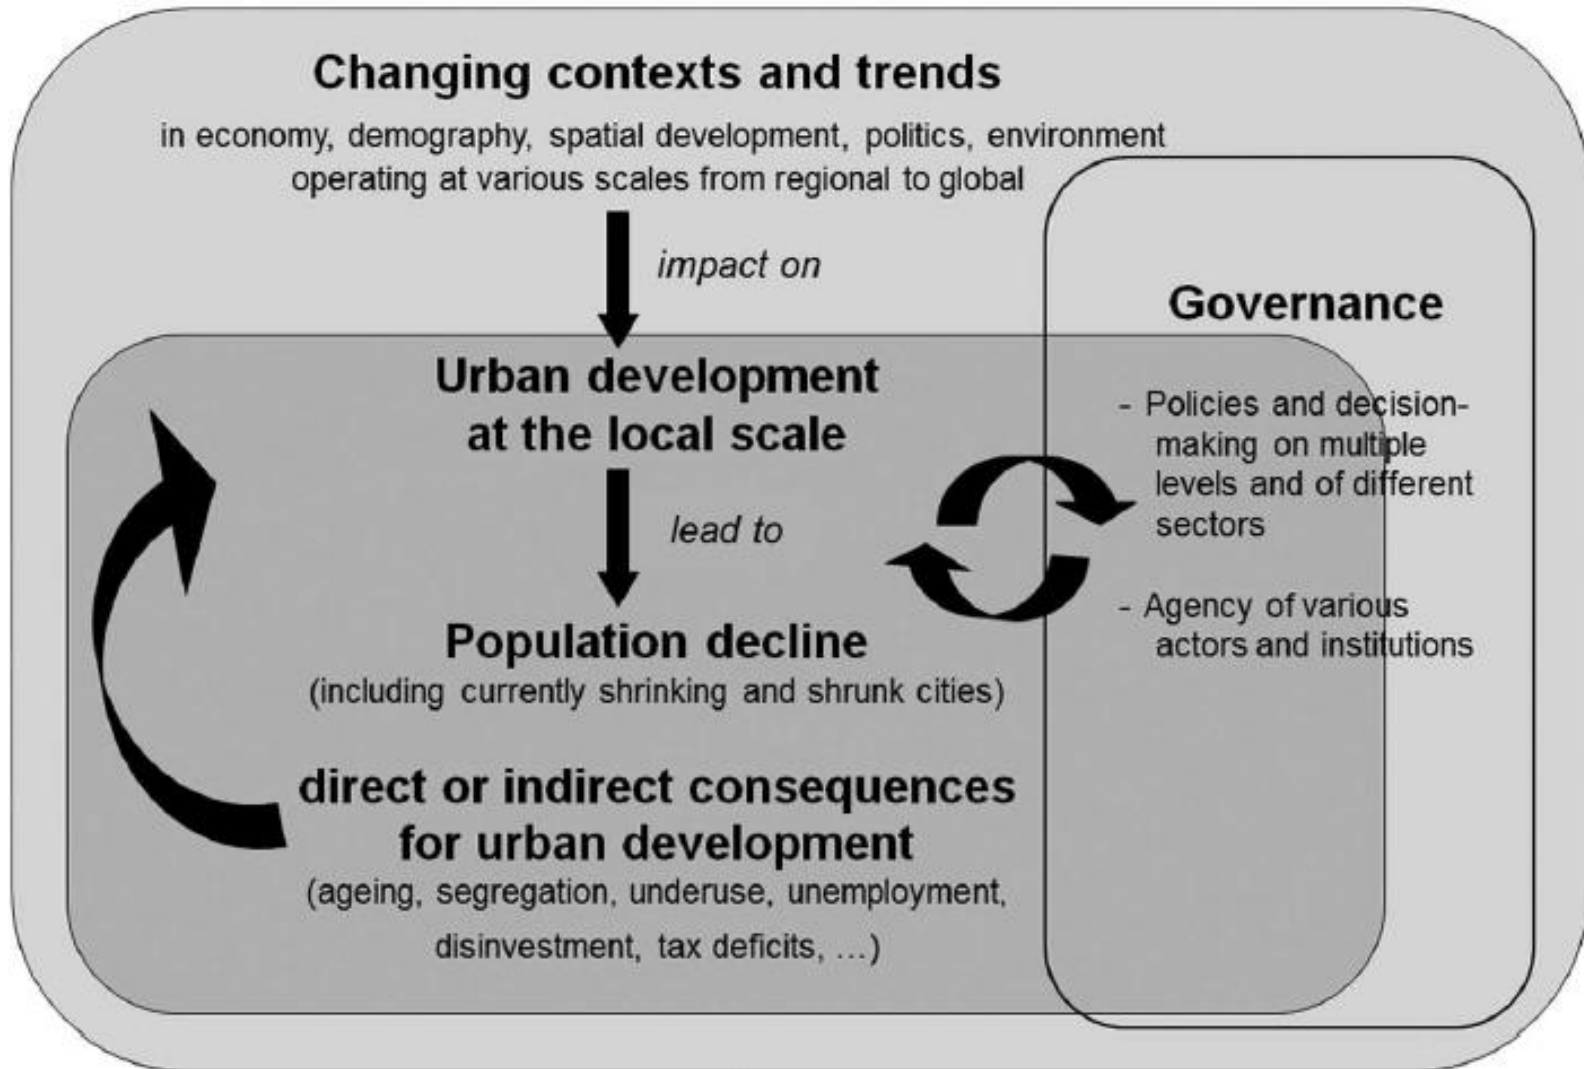 Changing contexts and trends
in economy, demography, spatial development, politics, environment
operating at various scales from regional to global
impact on
Urban development
at the local scale
lead to
Population decline
(including currently shrinking and shrunk cities)
direct or indirect consequences
for urban development
(ageing, segregation, underuse, unemployment,
disinvestment, tax deficits, …)
Governance
- Policies and decision-
making on multiple
levels and of different
sectors
- Agency of various
actors and institutions